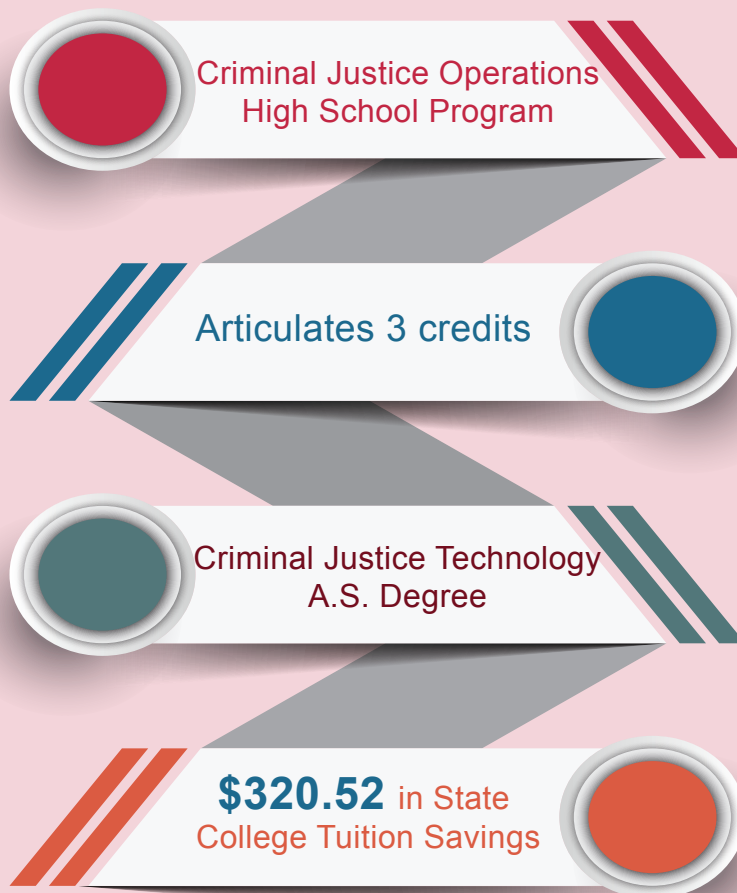 Criminal Justice Operations
High School Program
Articulates 3 credits
Criminal Justice Technology
A.S. Degree
$320.52 in State
College Tuition Savings